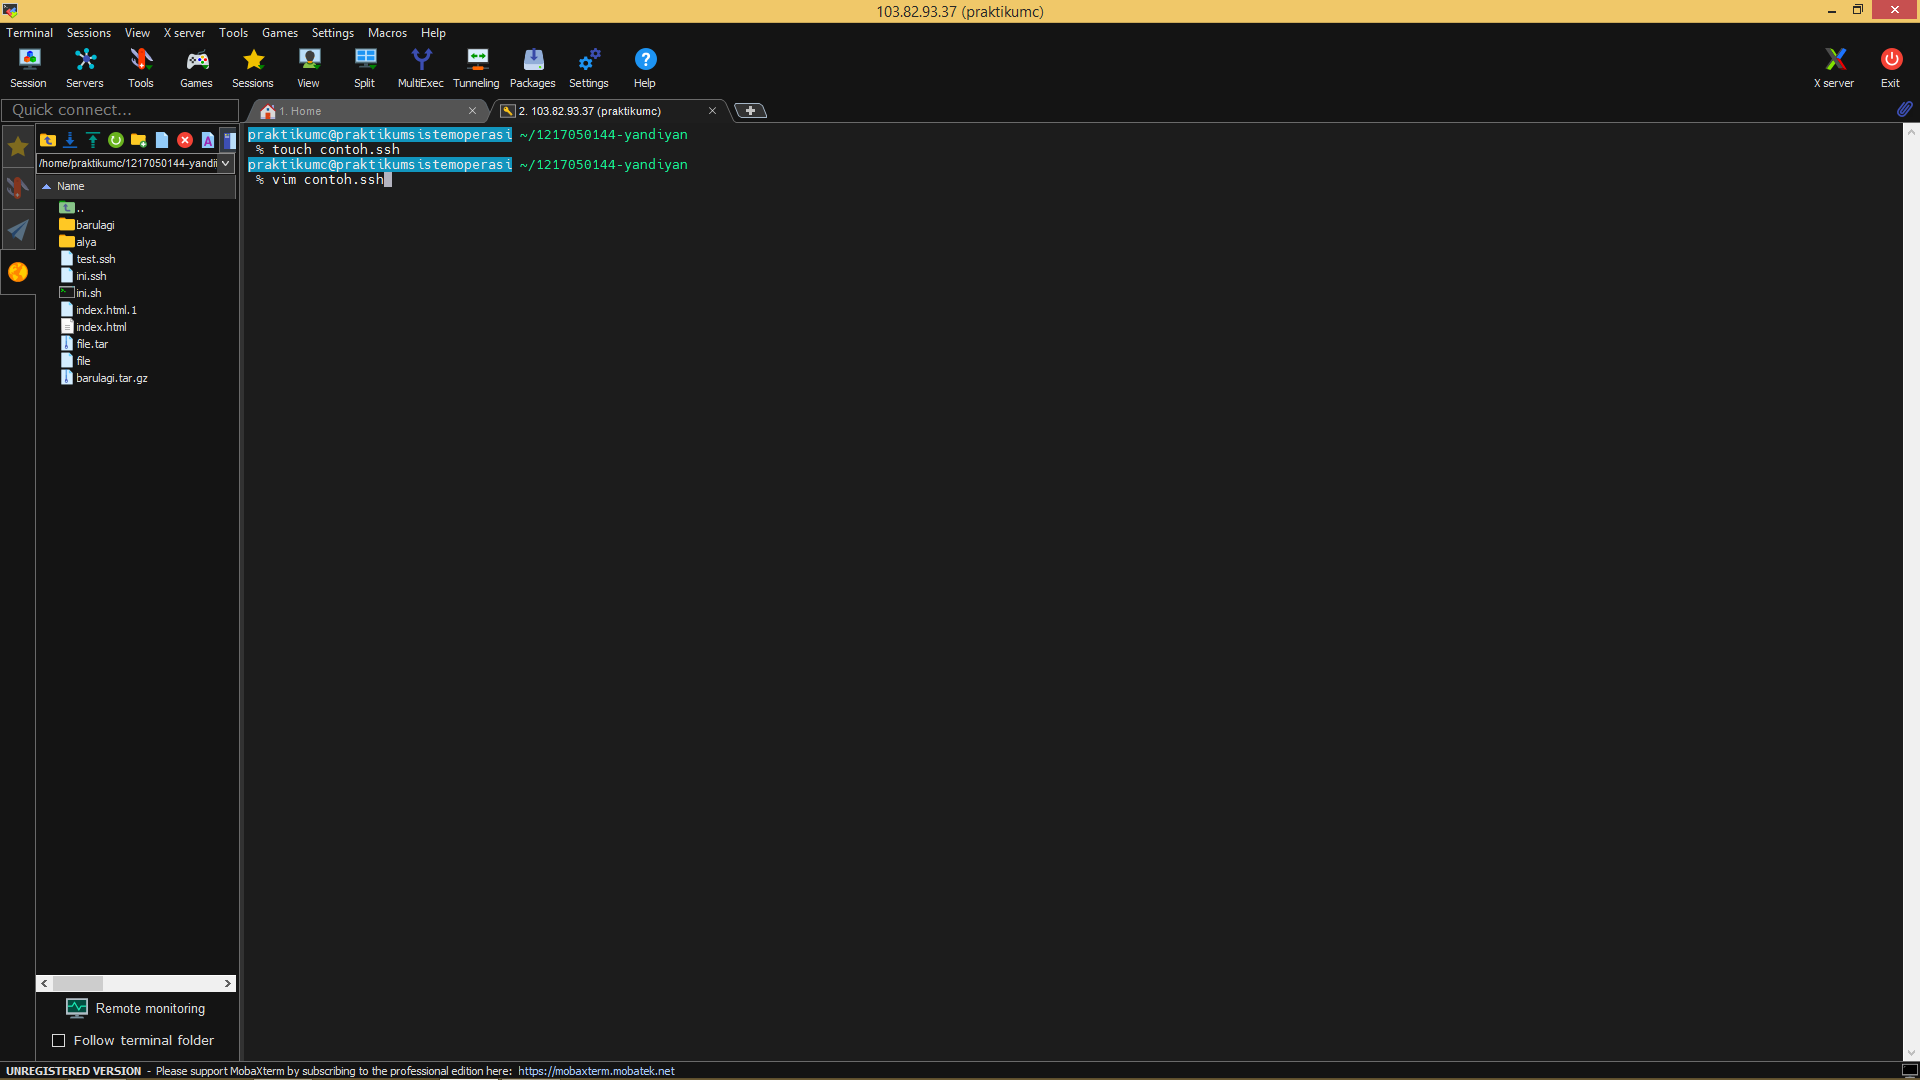 103.82.93.37 (praktikumc)
Terminal Sessions View X server Tools Games Settings Macros Help
Session Servers Tools Games Sessions View Split MultiExec Tunneling Packages Settings Help X server Exit
Quick connect...
1. Home
2. 103.82.93.37 (praktikumc)
/home/praktikumc/1217050144-yandi
Name
..
barulagi
alya
test.ssh
ini.ssh
ini.sh
index.html.1
index.html
file.tar
file
barulagi.tar.gz
praktikumc@praktikumsistemoperasi ~/1217050144-yandiyan
% touch contoh.ssh
praktikumc@praktikumsistemoperasi ~/1217050144-yandiyan
% vim contoh.ssh
Remote monitoring
Follow terminal folder
UNREGISTERED VERSION - Please support MobaXterm by subscribing to the professional edition here: https://mobaxterm.mobatek.net